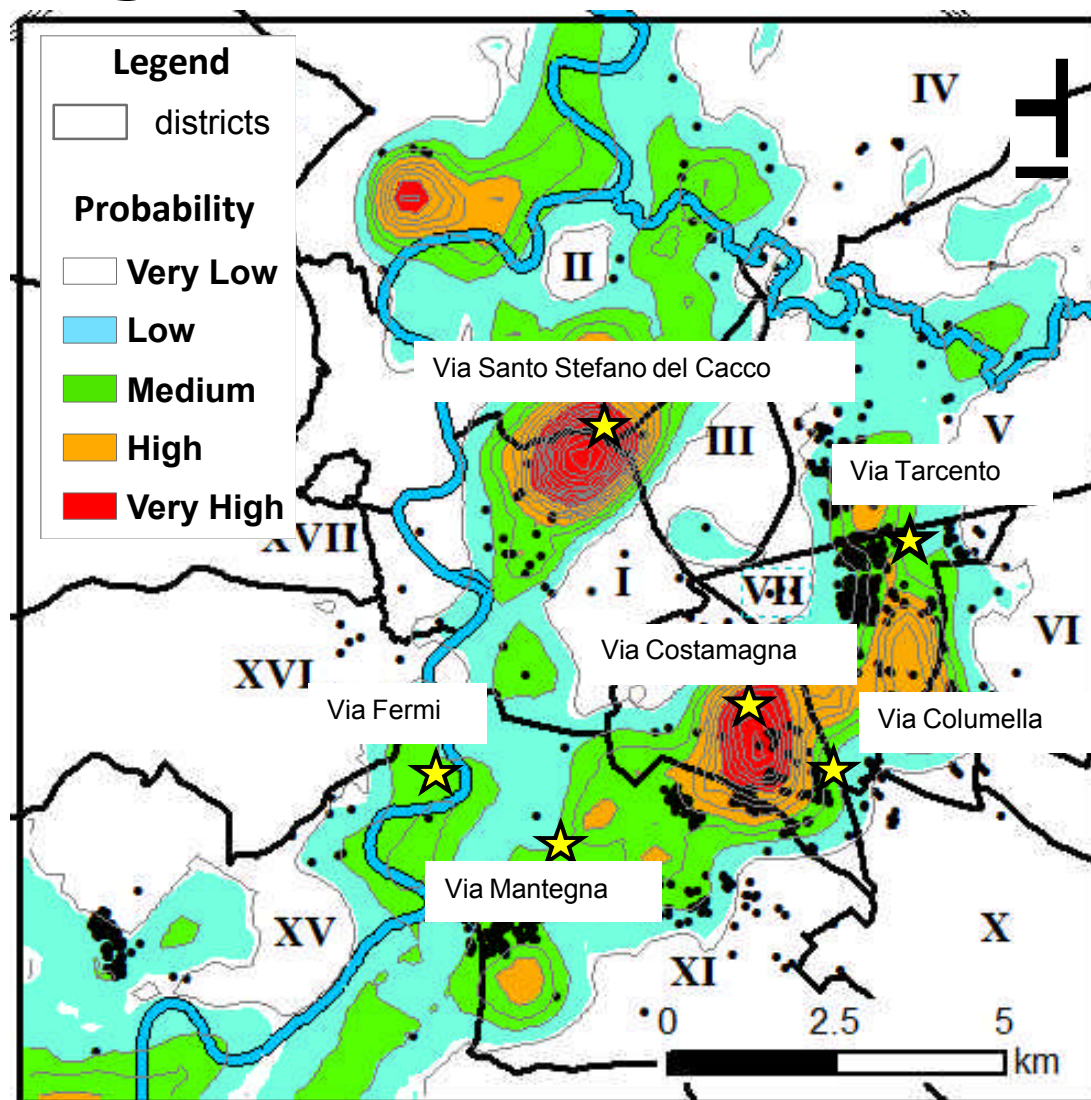 Legend
districts
Probability
Very Low
Low
Medium
High
Very High
IV
II
Via Santo Stefano del Cacco
III
V
Via Tarcento
XVII
I
VII
VI
Via Costamagna
XVI
Via Fermi
Via Columella
Via Mantegna
XV
X
XI
0 2.5 5
km